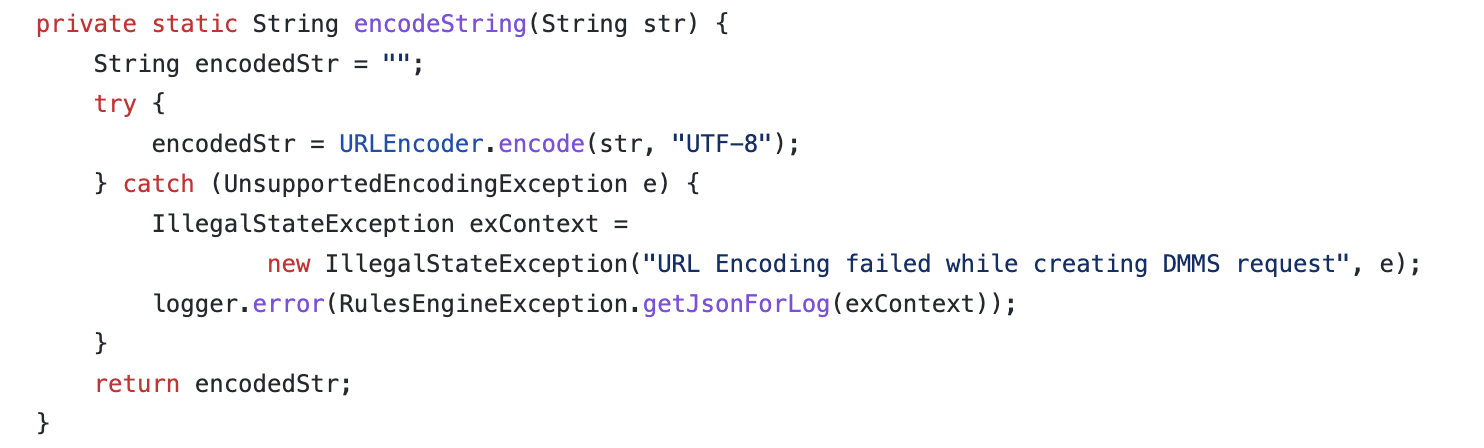 private static String encodeString(String str) {
    String encodedStr = "";
    try {
        encodedStr = URLEncoder.encode(str, "UTF-8");
    } catch (UnsupportedEncodingException e) {
        IllegalStateException exContext =
                new IllegalStateException("URL Encoding failed while creating DMMS request", e);
        logger.error(RulesEngineException.getJsonForLog(exContext));
    }
    return encodedStr;
}